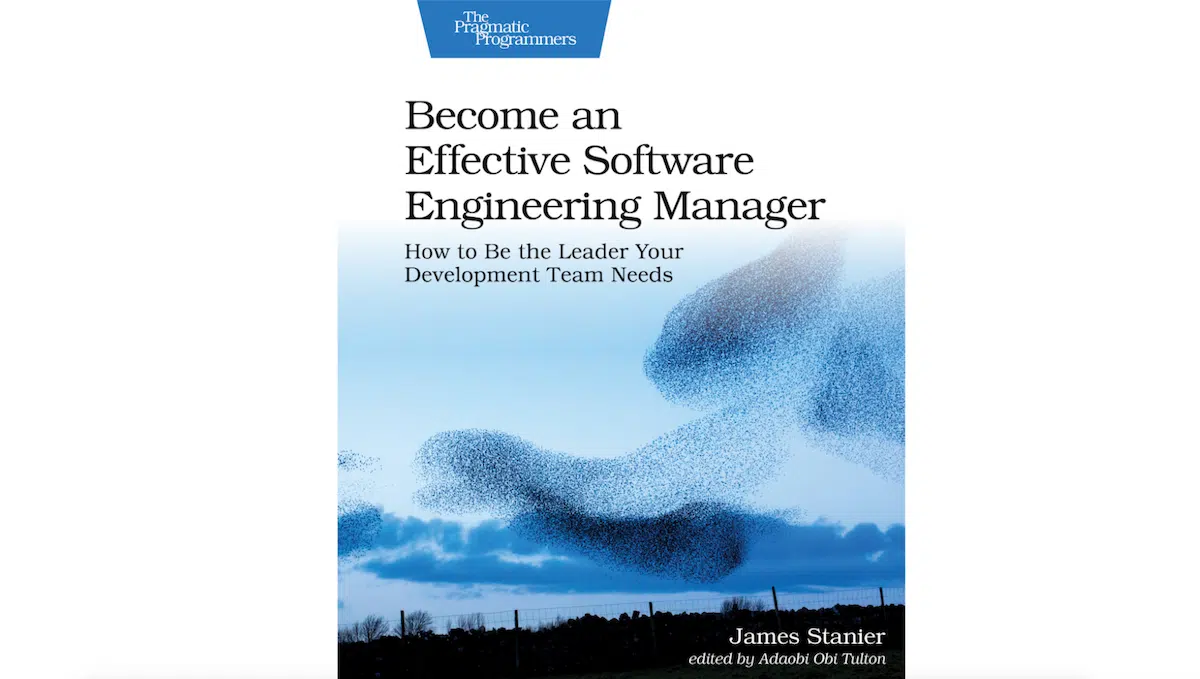 The
Pragmatic
Programmers
Become an
Effective Software
Engineering Manager
How to Be the Leader Your
Development Team Needs
James Stanier
edited by Adaobi Obi Tulton